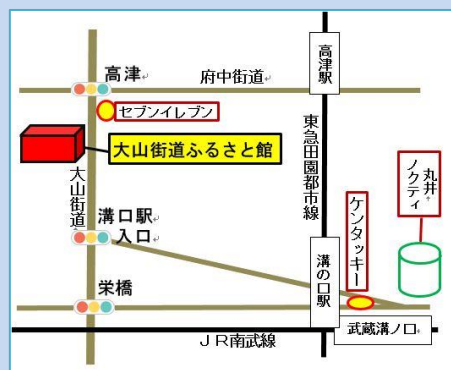 高津
府中街道
高津駅
セブンイレブン
大山街道ふるさと館
東急田園都市線
大山街道
丸井
ノクティ
ケンタッキー
溝口駅
入口
溝の口駅
栄橋
武蔵溝ノ口
JR南武線